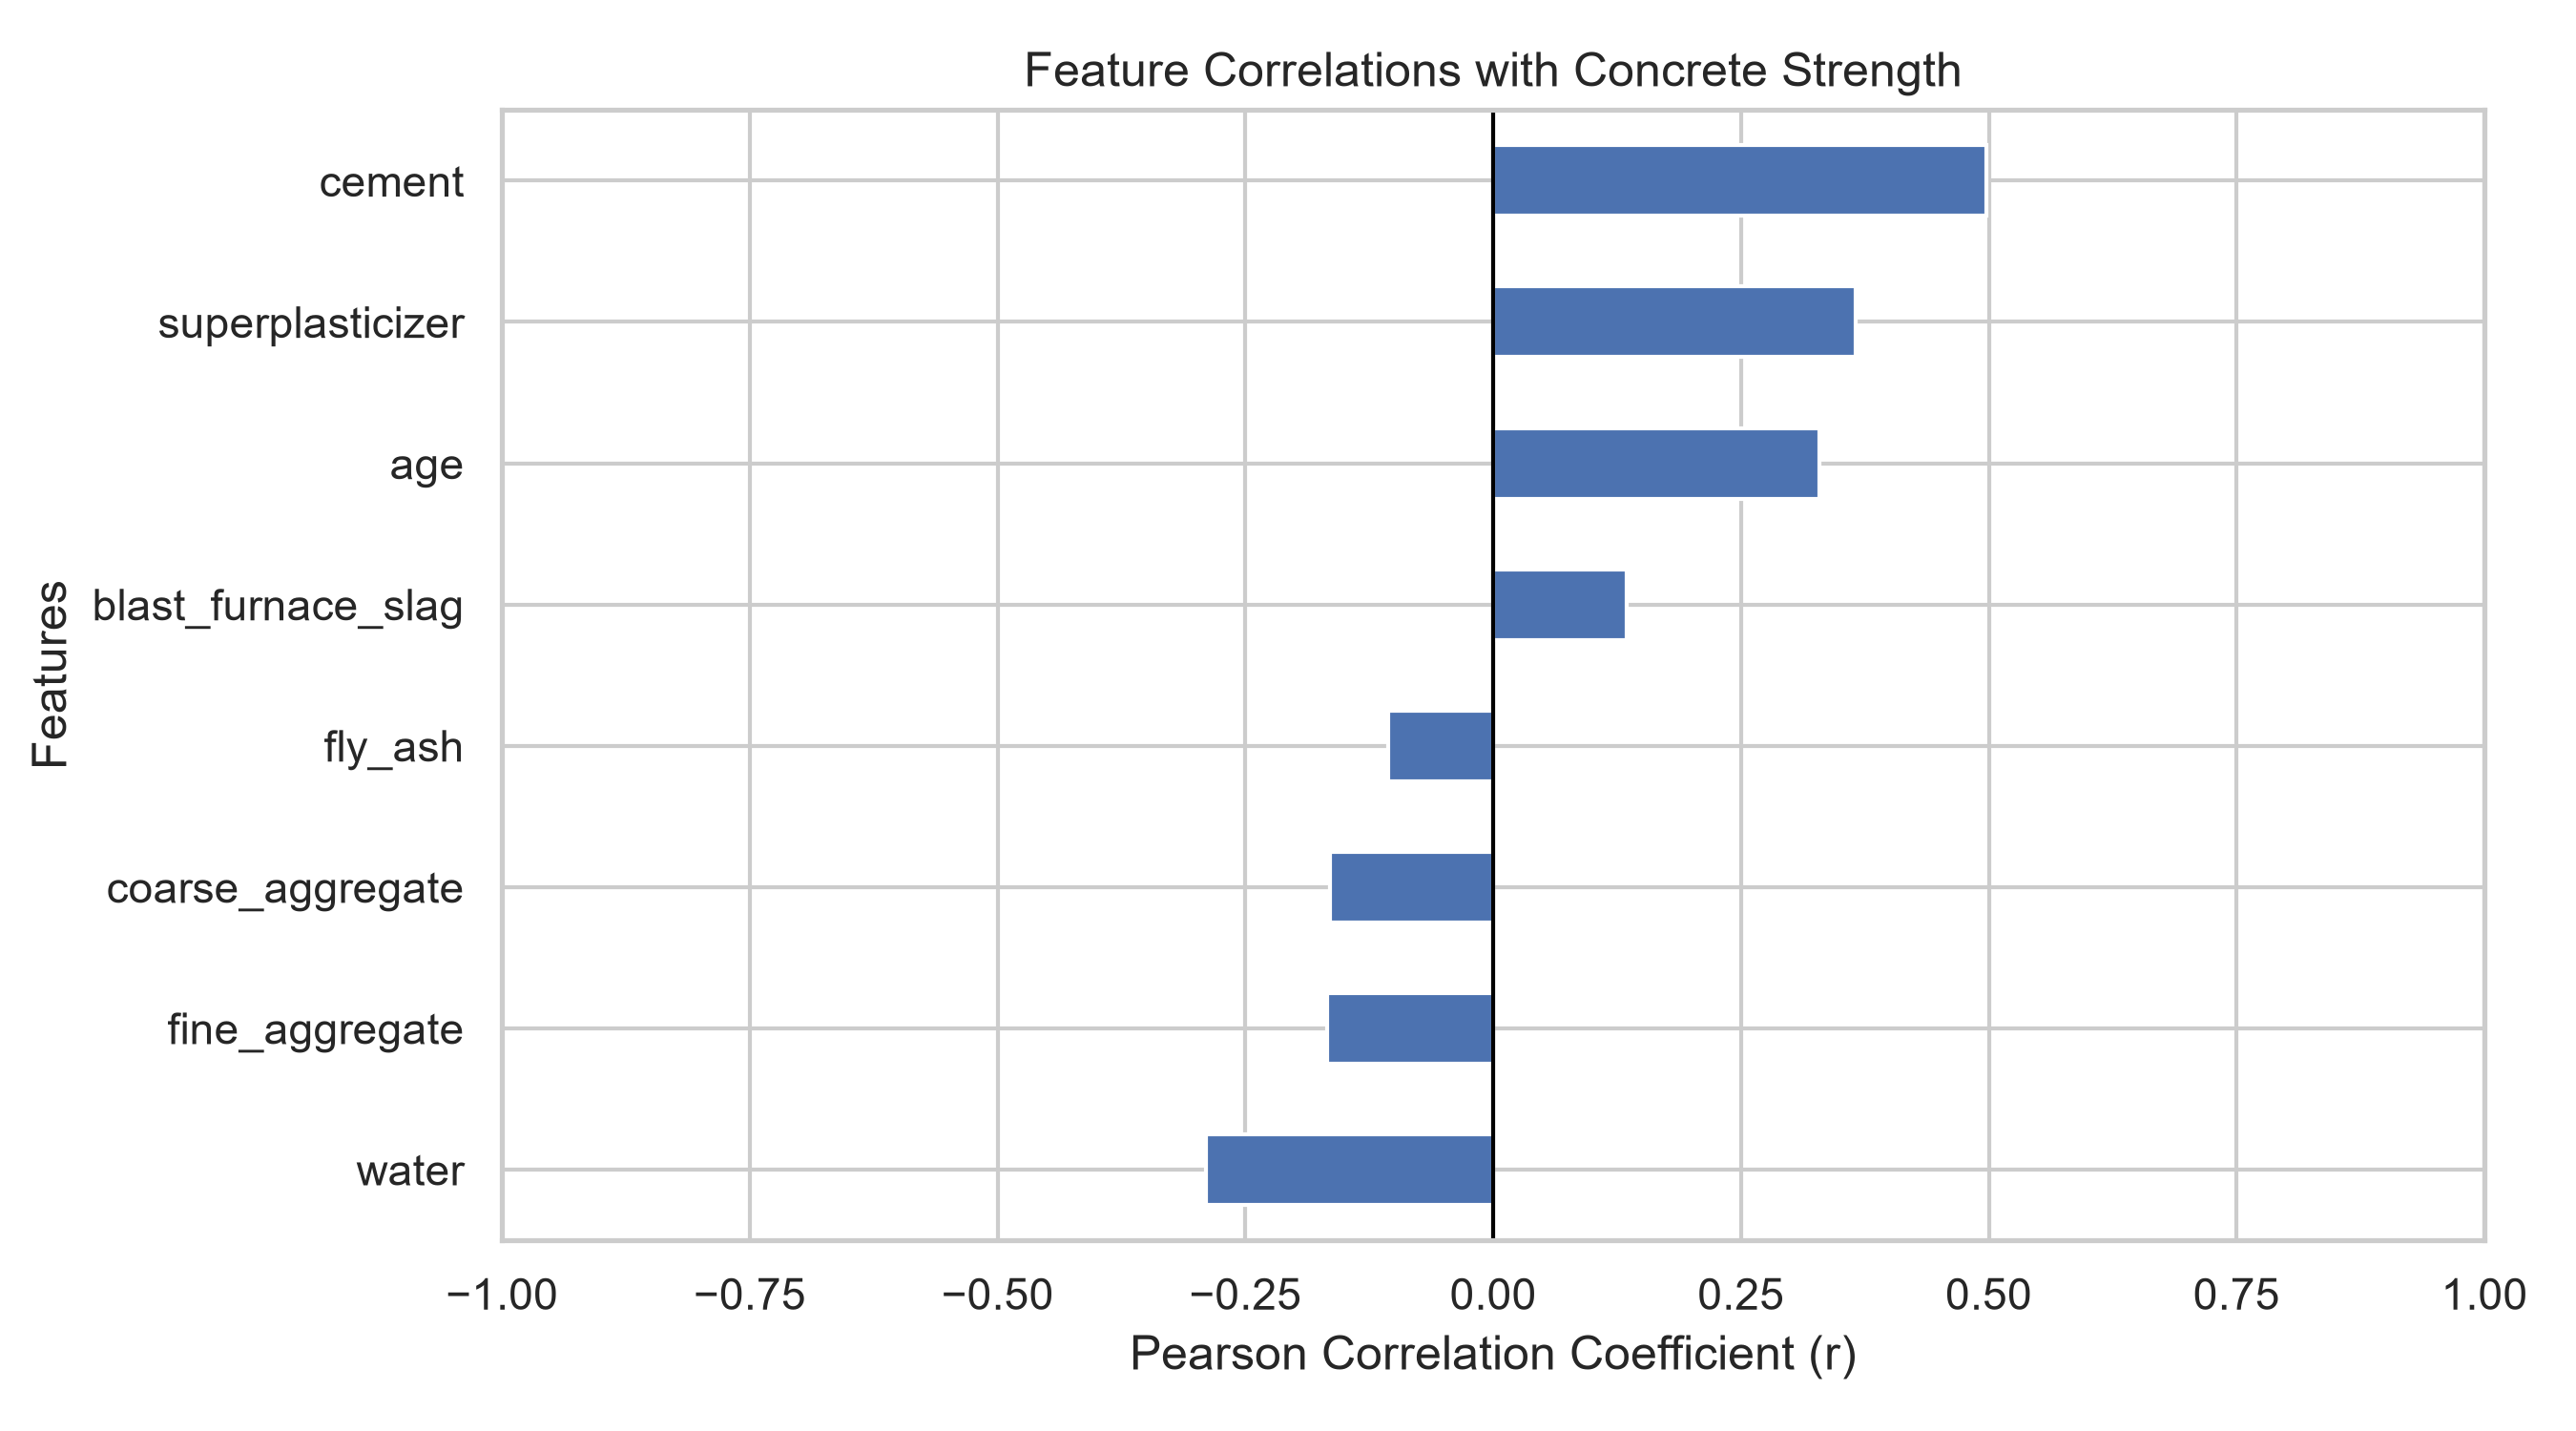 Feature Correlations with Concrete Strength
Features
cement
superplasticizer
age
blast_furnace_slag
fly_ash
coarse_aggregate
fine_aggregate
water
−1.00 −0.75 −0.50 −0.25 0.00 0.25 0.50 0.75 1.00
Pearson Correlation Coefficient (r)